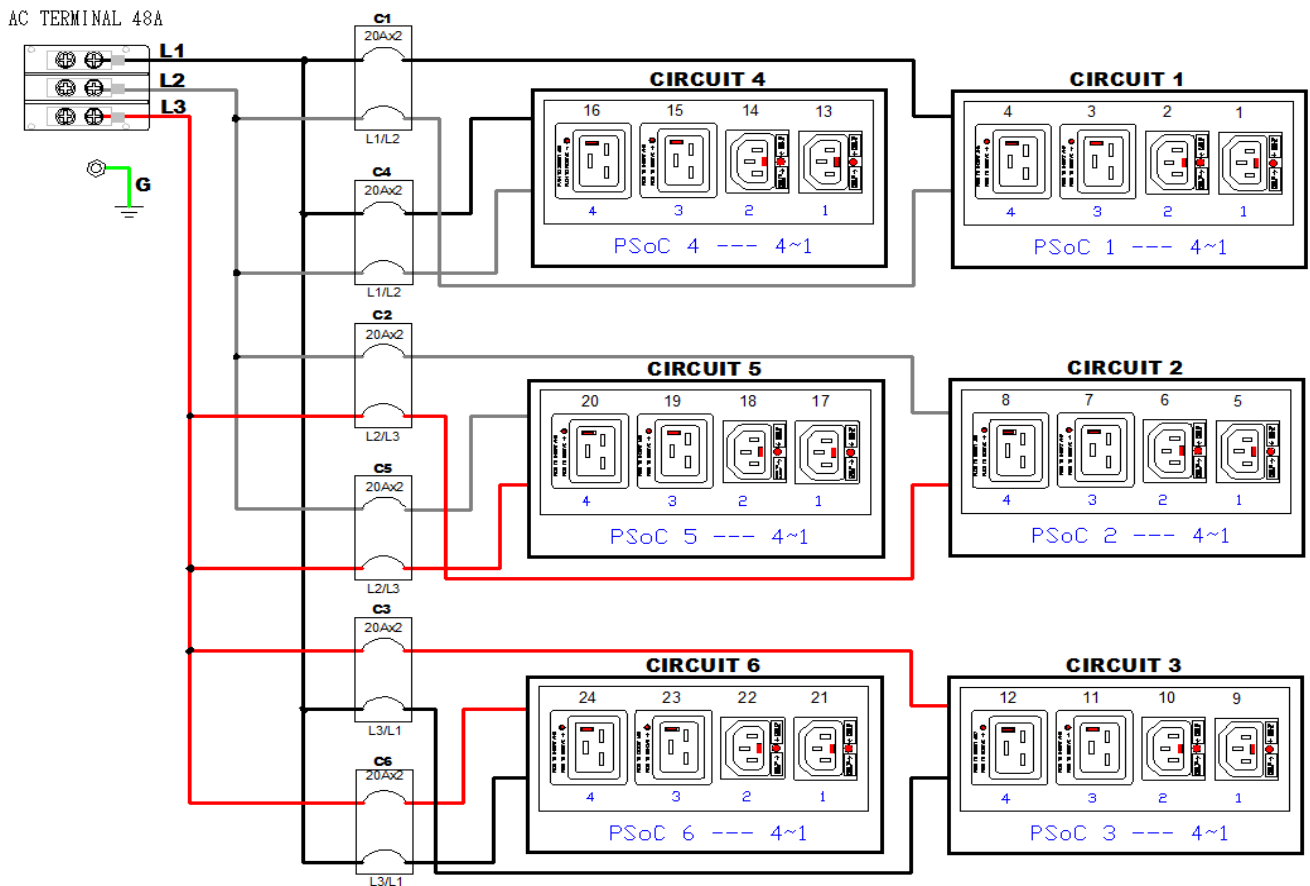 AC TERMINAL 48A
L1
L2
L3
G
C1
20Ax2
L1/L2
C4
20Ax2
L1/L2
C2
20Ax2
L2/L3
C5
20Ax2
L2/L3
C3
20Ax2
L3/L1
C6
20Ax2
L3/L1
CIRCUIT 4
16 15 14 13
4 3 2 1
PSoC 4 --- 4~1
CIRCUIT 1
4 3 2 1
4 3 2 1
PSoC 1 --- 4~1
CIRCUIT 5
20 19 18 17
4 3 2 1
PSoC 5 --- 4~1
CIRCUIT 2
8 7 6 5
4 3 2 1
PSoC 2 --- 4~1
CIRCUIT 6
24 23 22 21
4 3 2 1
PSoC 6 --- 4~1
CIRCUIT 3
12 11 10 9
4 3 2 1
PSoC 3 --- 4~1